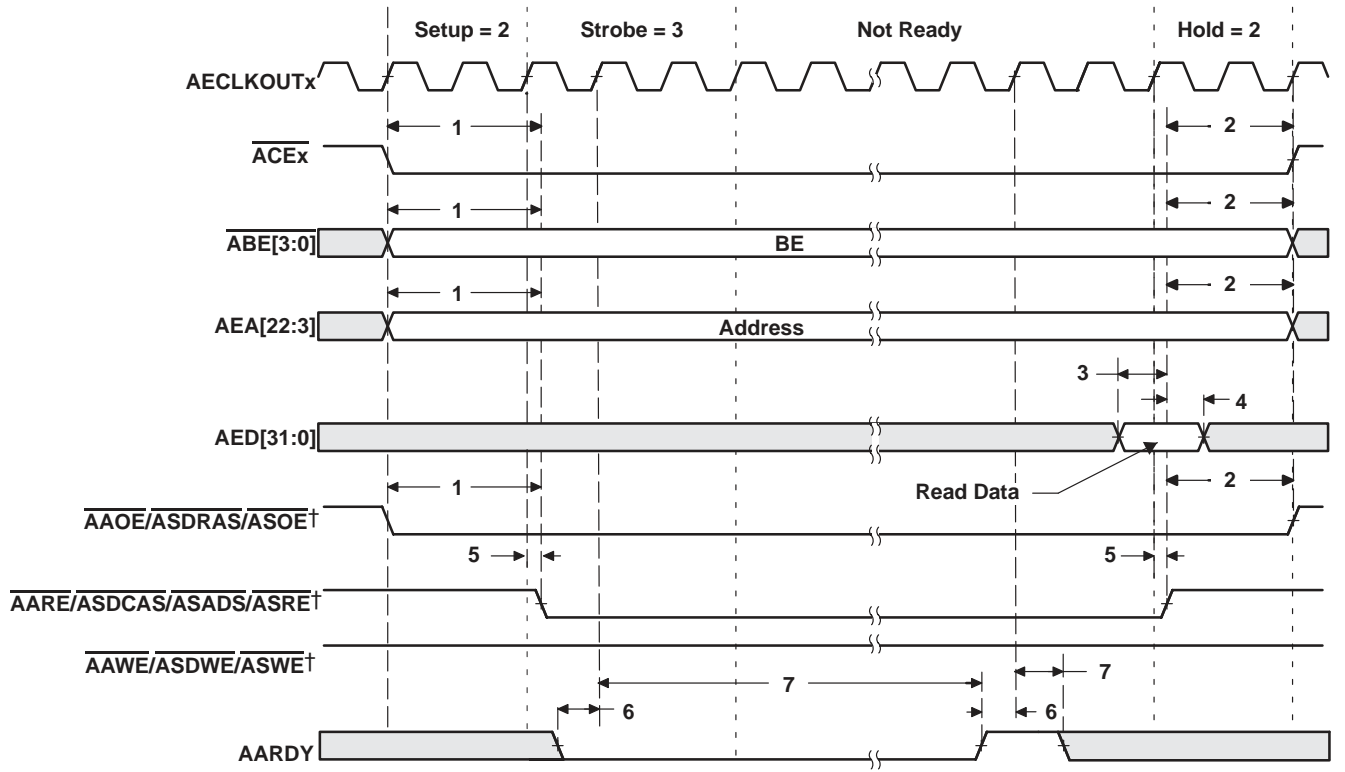 Setup = 2 Strobe = 3 Not Ready Hold = 2
AECLKOUTx
1 2
ACEx
1 2
ABE[3:0] BE
1 2
AEA[22:3] Address
3
4
AED[31:0]
1 Read Data 2
AAOE/ASDRAS/ASOE†
5 5
AARE/ASDCAS/ASADS/ASRE†
AAWE/ASDWE/ASWE†
7 7
6 6
AARDY